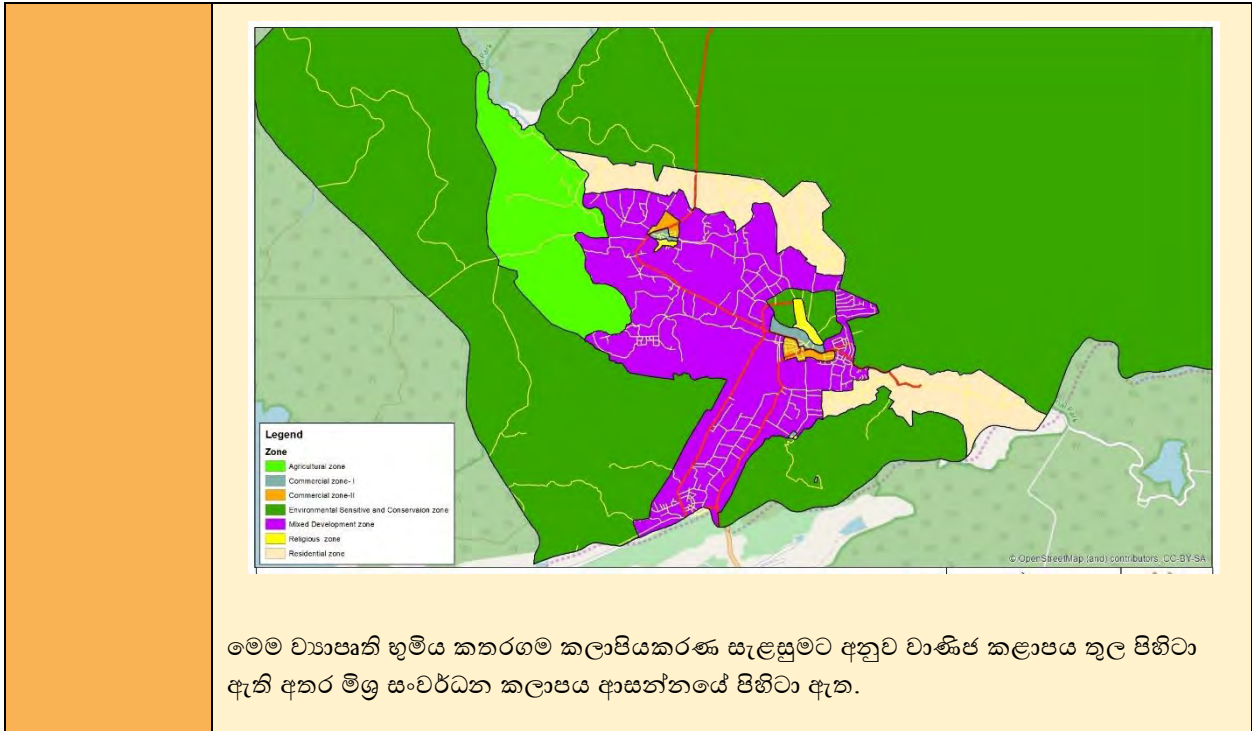 Legend
Zone
Agricultural zone
Commercial zone- I
Commercial zone-II
Environmental Sensitive and Conservaion zone
Mixed Development zone
Religious zone
Residential zone
© OpenStreetMap (and) contributors, CC-BY-SA
මෙම ව්‍යාපෘති භූමිය කතරගම කලාපියකරණ සැළසුමට අනුව වාණිජ කළාපය තුල පිහිටා
ඇති අතර මිශ්‍ර සංවර්ධන කලාපය ආසන්නයේ පිහිටා ඇත.